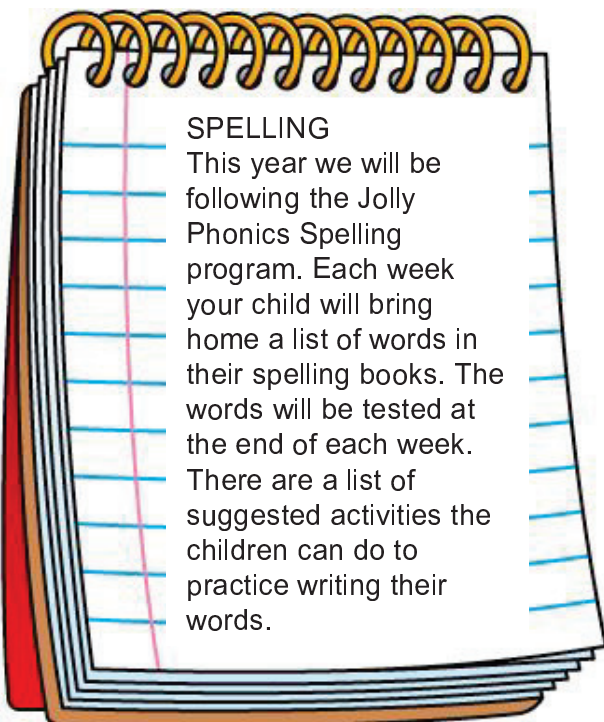 SPELLING
This year we will be
following the Jolly
Phonics Spelling
program. Each week
your child will bring
home a list of words in
their spelling books. The
words will be tested at
the end of each week.
There are a list of
suggested activities the
children can do to
practice writing their
words.